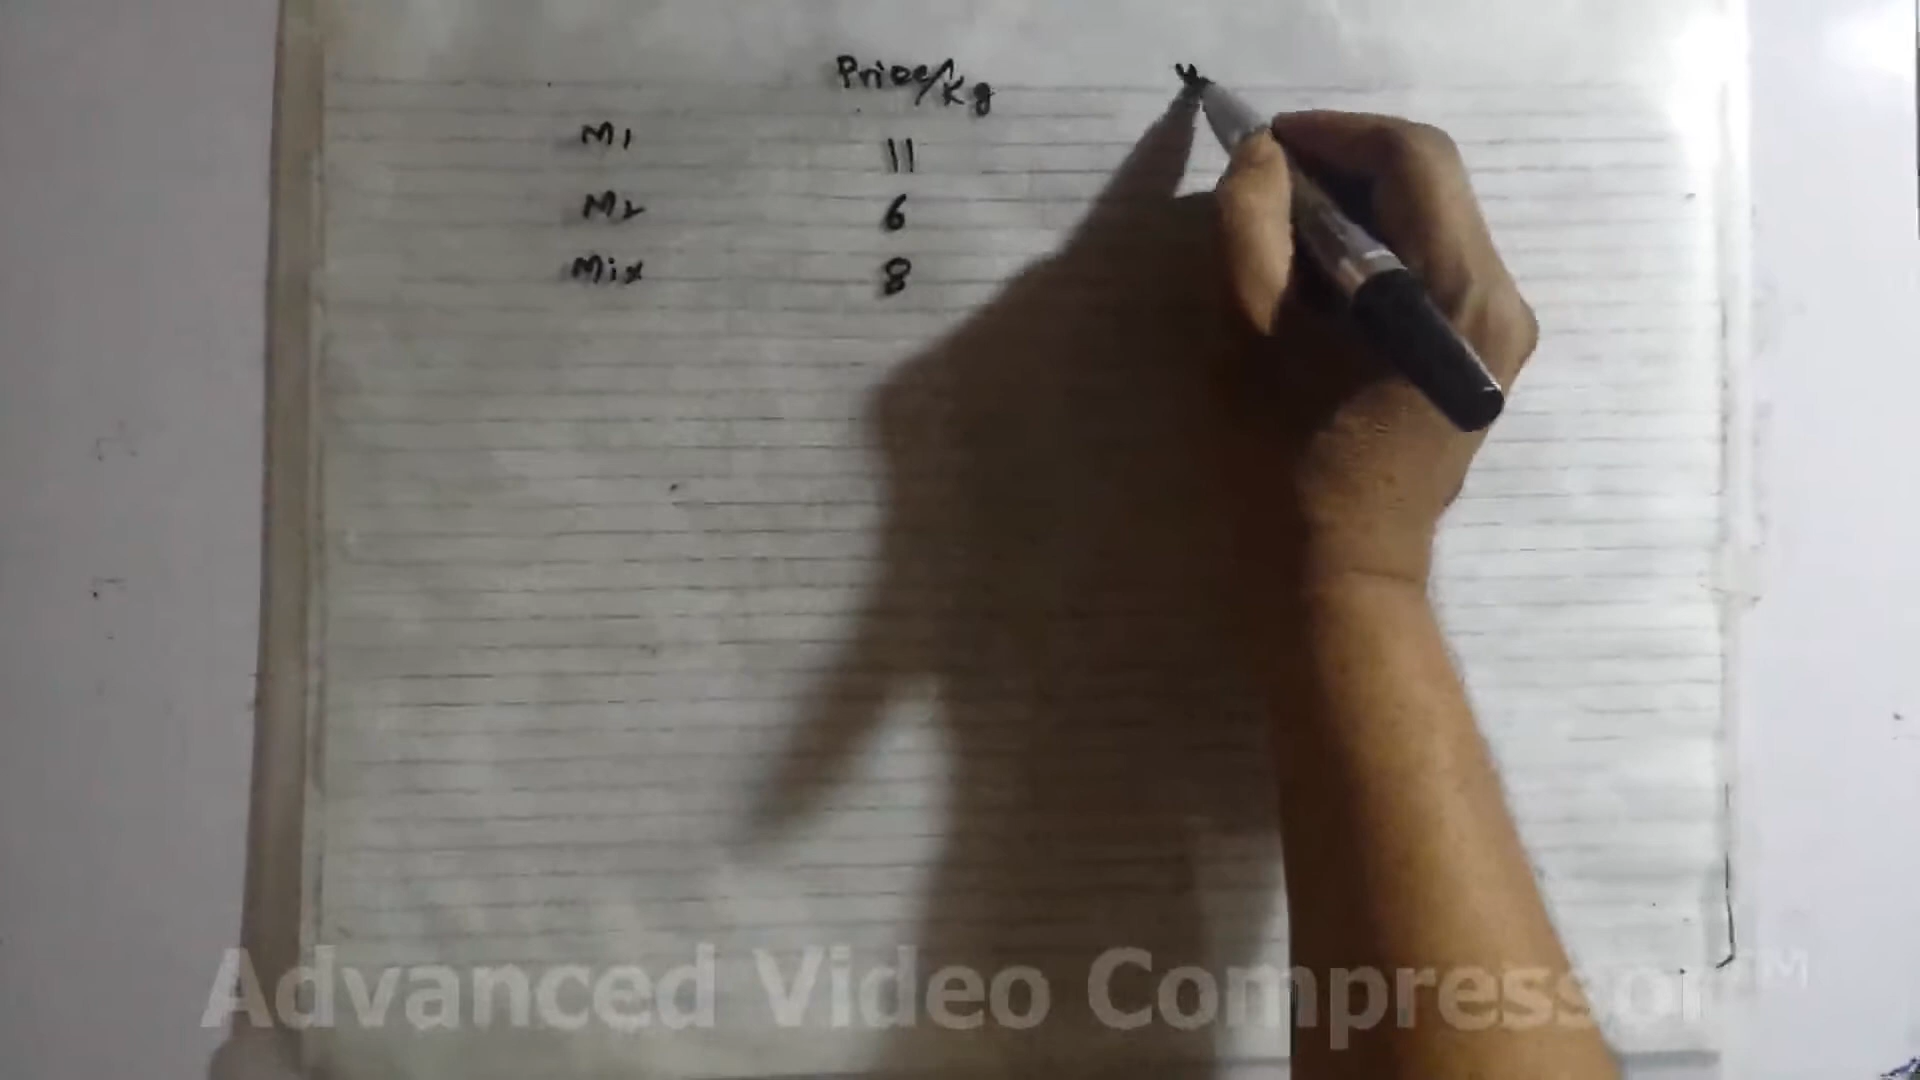 Price/Kg
M1 11
M2 6
Mix 8
Advanced Video Compressor™